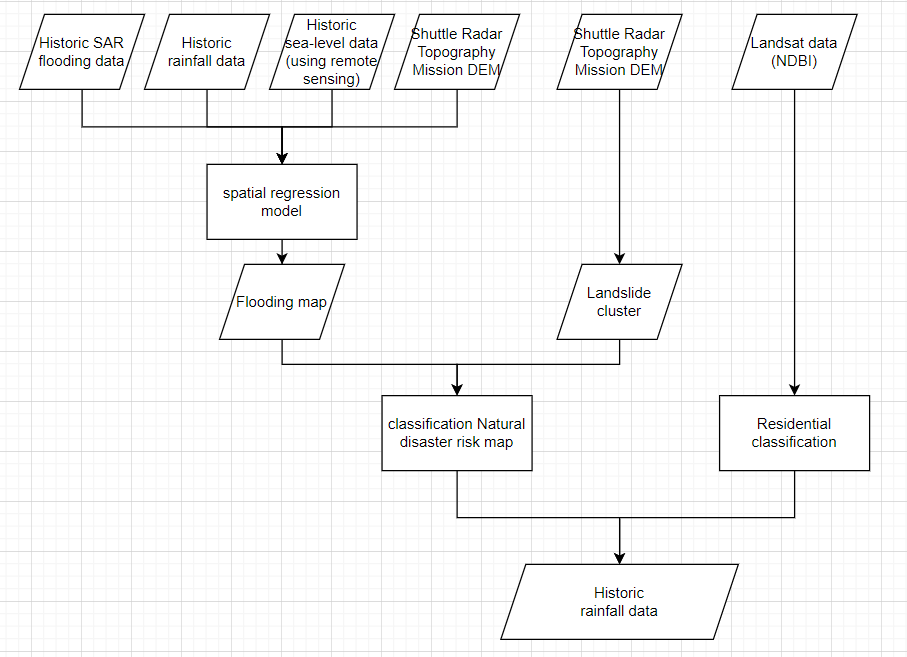 Historic SAR
flooding data
Historic
rainfall data
Historic
sea-level data
(using remote
sensing)
Shuttle Radar
Topography
Mission DEM
Shuttle Radar
Topography
Mission DEM
Landsat data
(NDBI)
spatial regression
model
Flooding map
Landslide
cluster
classification Natural
disaster risk map
Residential
classification
Historic
rainfall data